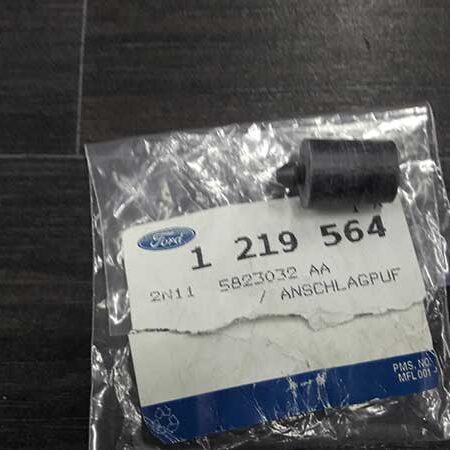 Ford
1 219 564
2N11 5823032 AA
/ ANSCHLAGPUF
PMS. NO.
MFL001